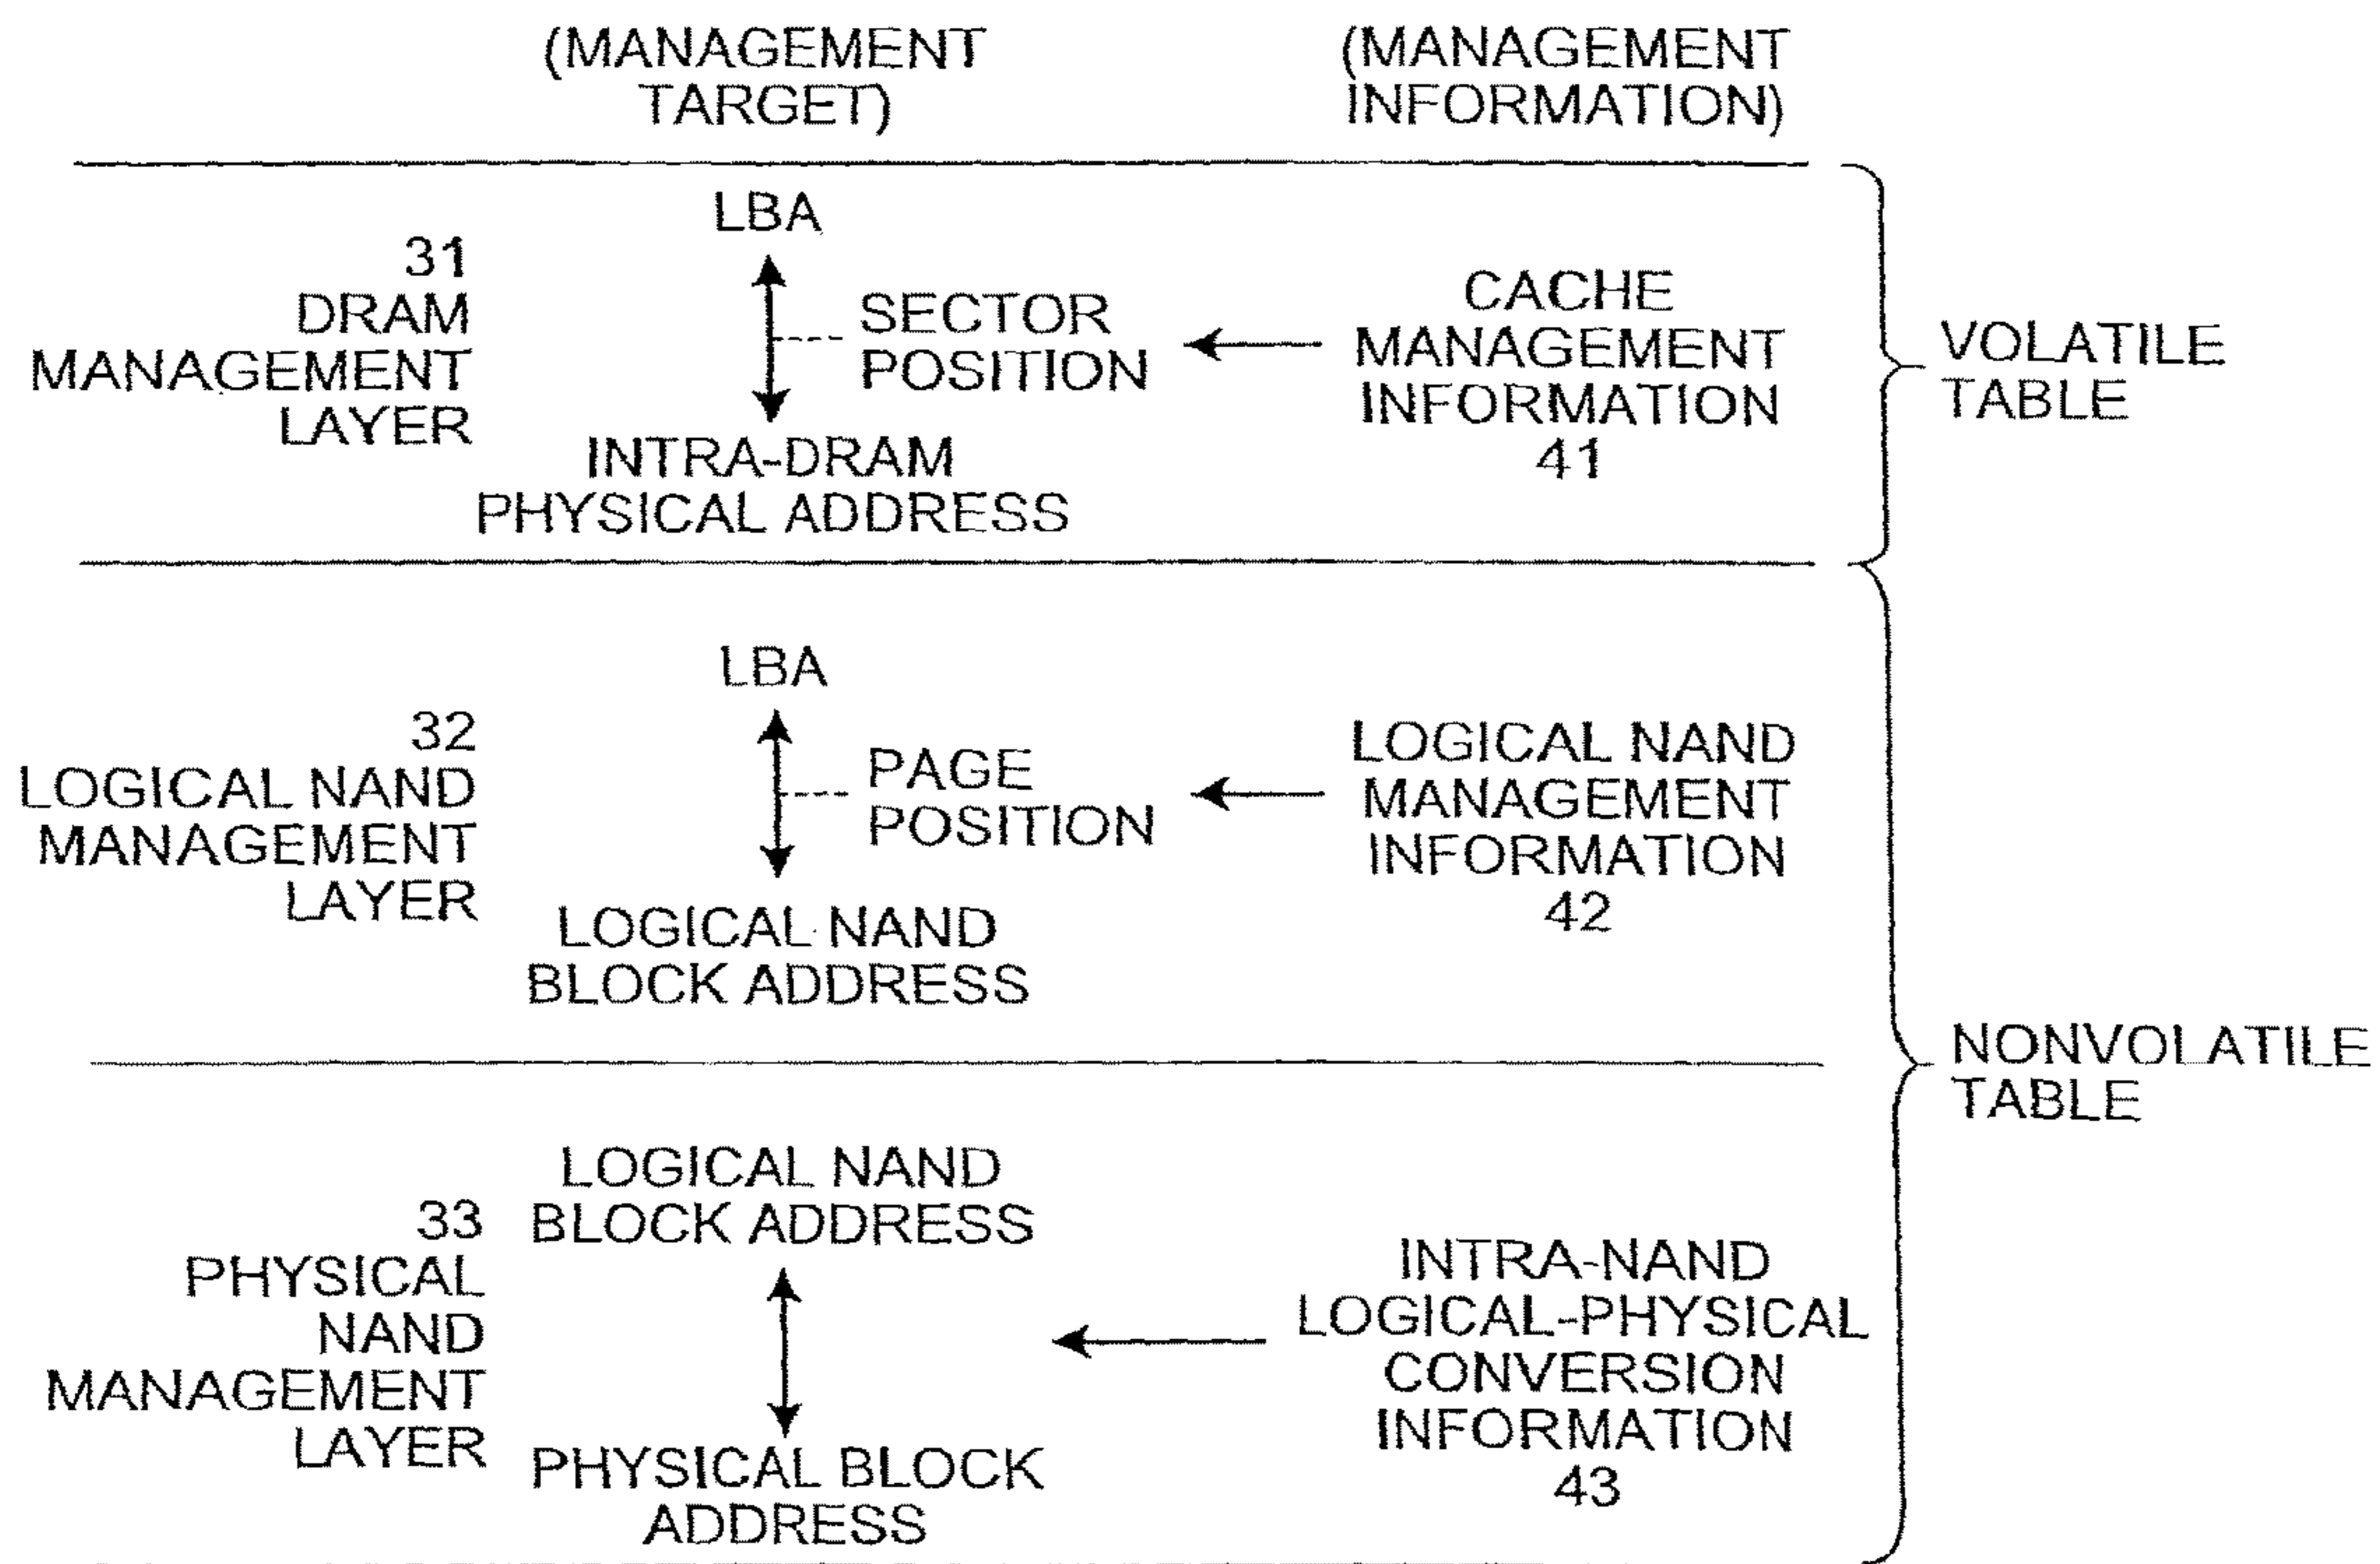 (MANAGEMENT
TARGET)
(MANAGEMENT
INFORMATION)
31
DRAM
MANAGEMENT
LAYER
LBA
SECTOR
POSITION
INTRA-DRAM
PHYSICAL ADDRESS
CACHE
MANAGEMENT
INFORMATION
41
VOLATILE
TABLE
32
LOGICAL NAND
MANAGEMENT
LAYER
LBA
PAGE
POSITION
LOGICAL NAND
BLOCK ADDRESS
LOGICAL NAND
MANAGEMENT
INFORMATION
42
NONVOLATILE
TABLE
33
PHYSICAL
NAND
MANAGEMENT
LAYER
LOGICAL NAND
BLOCK ADDRESS
PHYSICAL BLOCK
ADDRESS
INTRA-NAND
LOGICAL-PHYSICAL
CONVERSION
INFORMATION
43